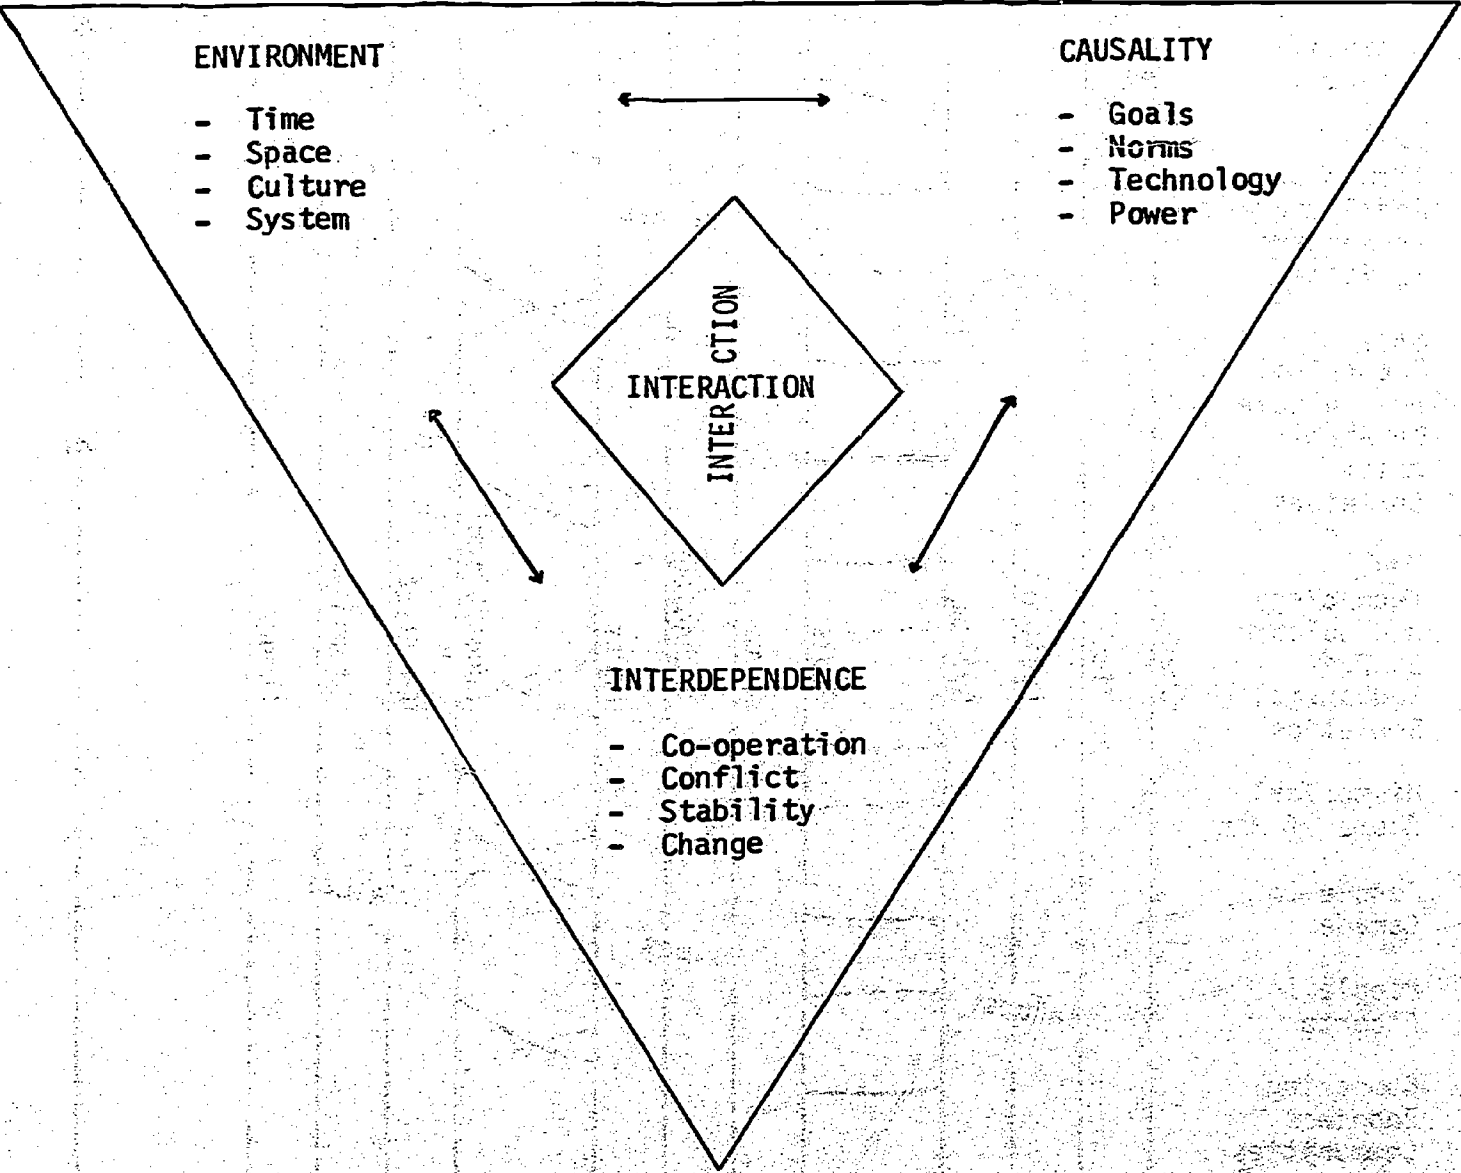 ENVIRONMENT
- Time
- Space
- Culture
- System
CAUSALITY
- Goals
- Norms
- Technology
- Power
INTERACTION
INTER CTION
INTERDEPENDENCE
- Co-operation
- Conflict
- Stability
- Change